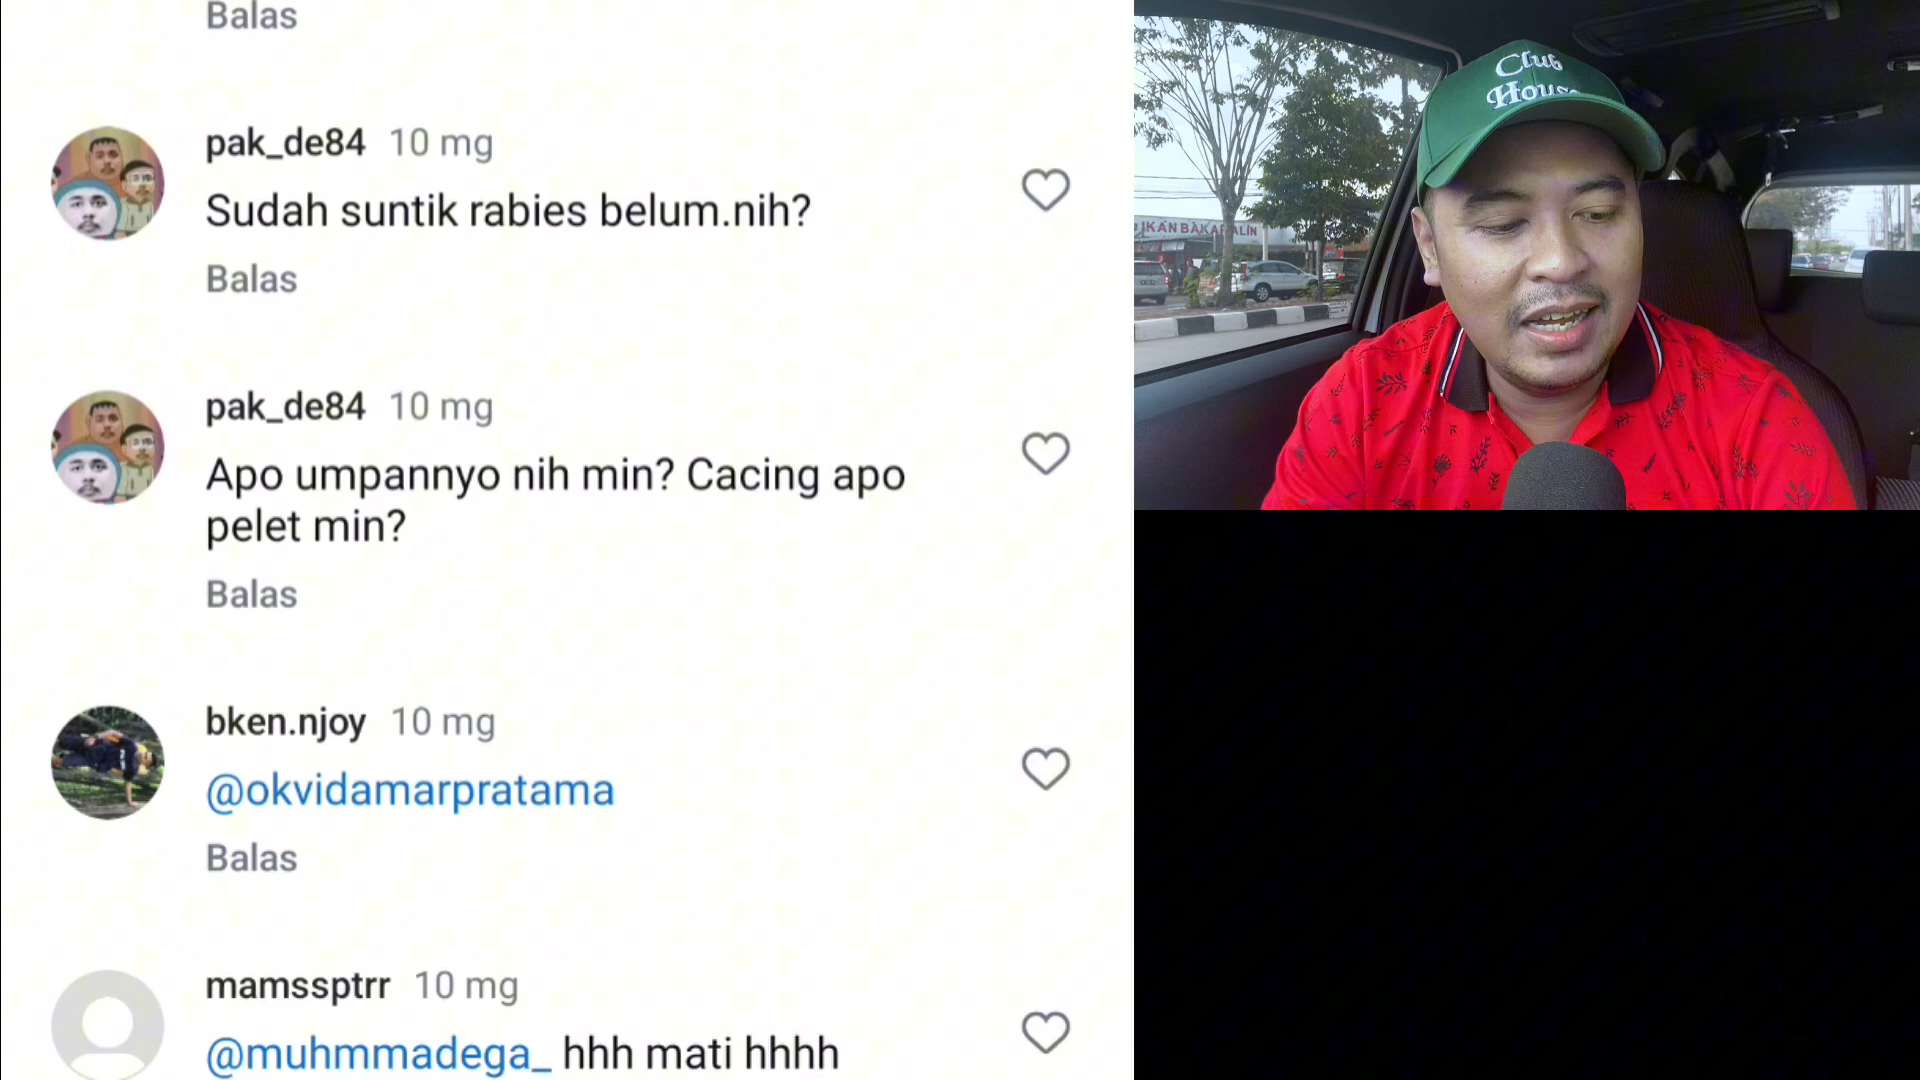 Balas
pak_de84 10 mg
Sudah suntik rabies belum.nih?
Balas
pak_de84 10 mg
Apo umpannyo nih min? Cacing apo
pelet min?
Balas
bken.njoy 10 mg
@okvidamarpratama
Balas
mamssptrr 10 mg
@muhmmadega_ hhh mati hhhh
Club
House
IKAN BAKAR